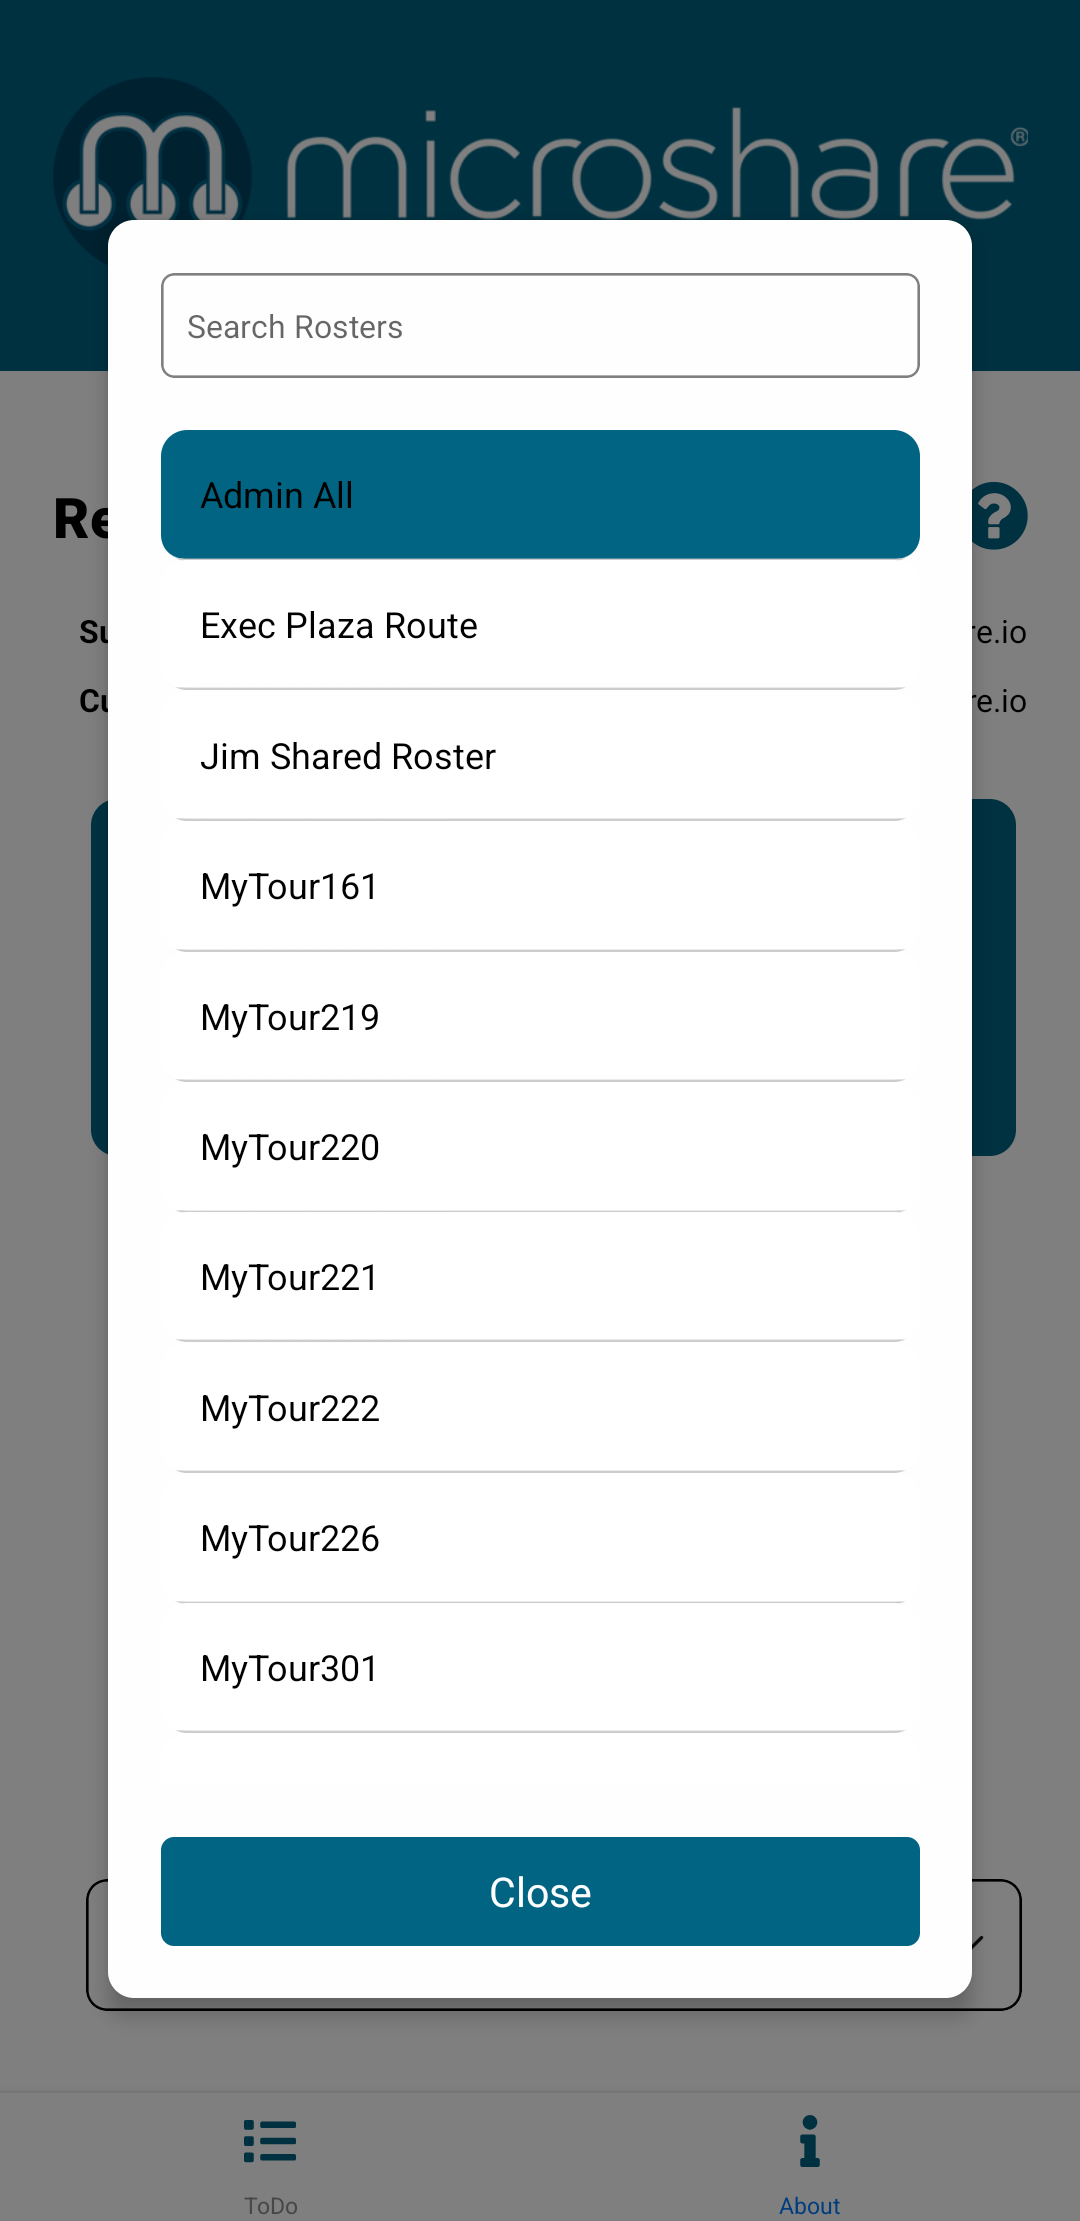 microshare®
Search Rosters
Admin All
Re
?
Exec Plaza Route
Su
re.io
Cu
re.io
Jim Shared Roster
MyTour161
MyTour219
MyTour220
MyTour221
MyTour222
MyTour226
MyTour301
Close
ToDo
About